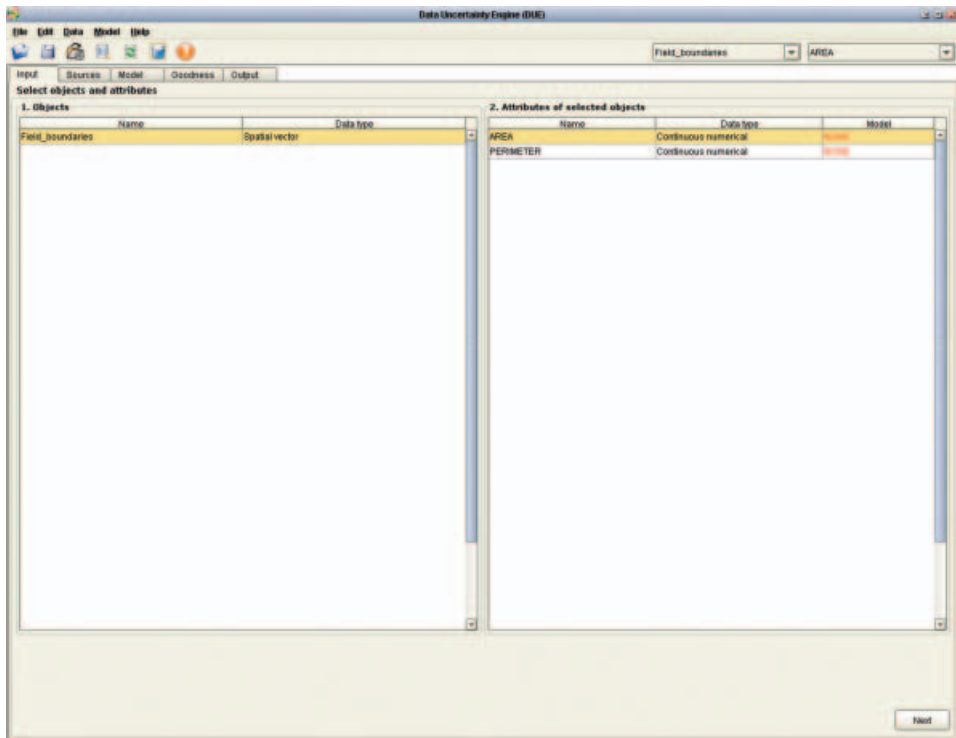 Data Uncertainty Engine (DUE)
File Edit Data Model Help
Field_boundaries AREA
Input Sources Model Goodness Output
Select objects and attributes
1. Objects
Name Data type
Field_boundaries Spatial vector
2. Attributes of selected objects
Name Data type Model
AREA Continuous numerical
PERIMETER Continuous numerical
Next